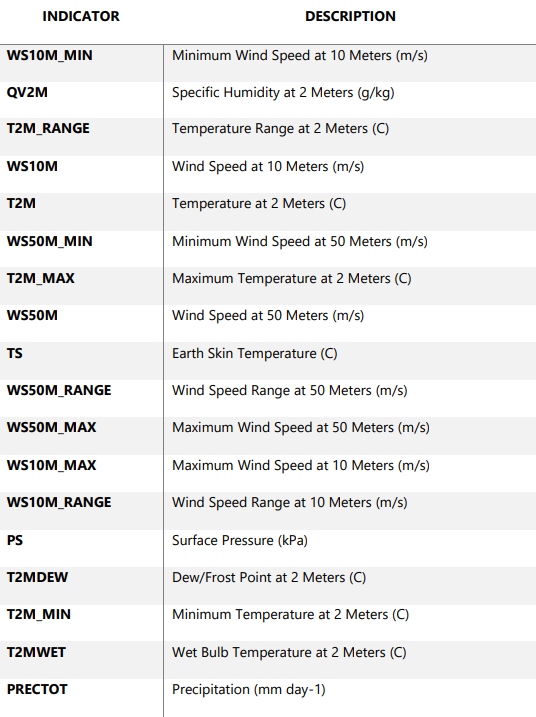 INDICATOR DESCRIPTION
WS10M_MIN Minimum Wind Speed at 10 Meters (m/s)
QV2M Specific Humidity at 2 Meters (g/kg)
T2M_RANGE Temperature Range at 2 Meters (C)
WS10M Wind Speed at 10 Meters (m/s)
T2M Temperature at 2 Meters (C)
WS50M_MIN Minimum Wind Speed at 50 Meters (m/s)
T2M_MAX Maximum Temperature at 2 Meters (C)
WS50M Wind Speed at 50 Meters (m/s)
TS Earth Skin Temperature (C)
WS50M_RANGE Wind Speed Range at 50 Meters (m/s)
WS50M_MAX Maximum Wind Speed at 50 Meters (m/s)
WS10M_MAX Maximum Wind Speed at 10 Meters (m/s)
WS10M_RANGE Wind Speed Range at 10 Meters (m/s)
PS Surface Pressure (kPa)
T2MDEW Dew/Frost Point at 2 Meters (C)
T2M_MIN Minimum Temperature at 2 Meters (C)
T2MWET Wet Bulb Temperature at 2 Meters (C)
PRECTOT Precipitation (mm day-1)